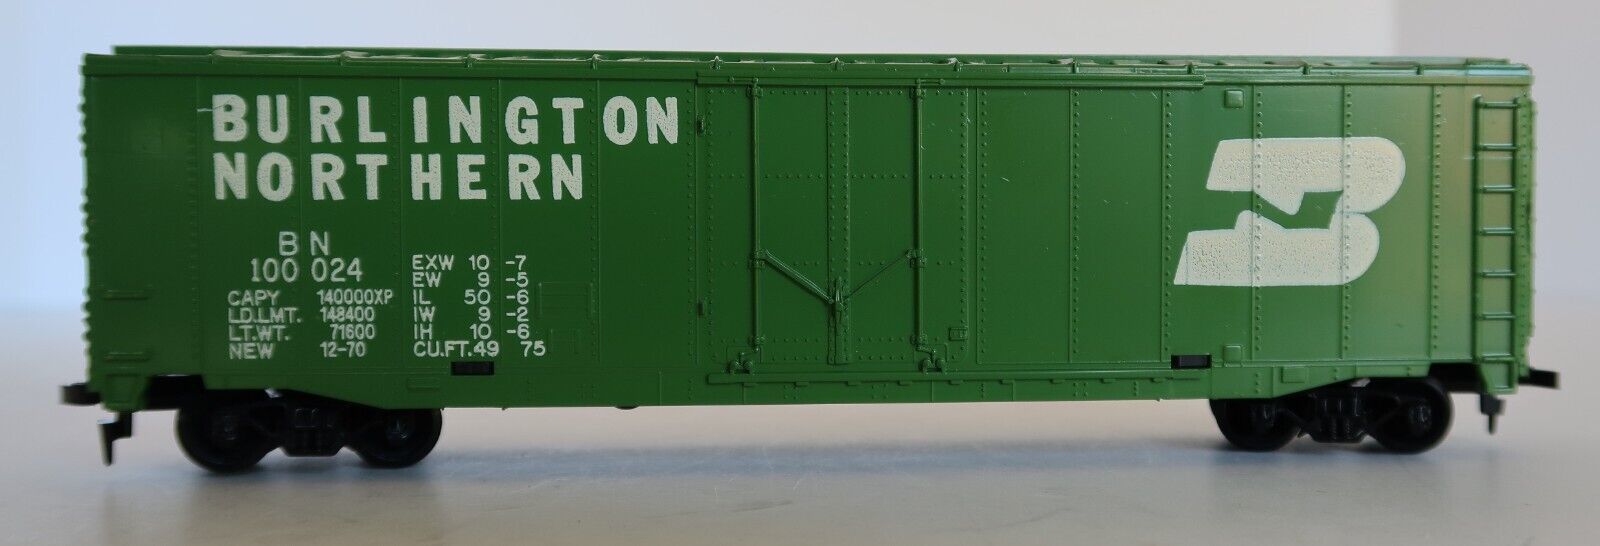 BURLINGTON
NORTHERN
BN
100 024
CAPY 140000XP
LD.LMT. 148400
LT.WT. 71600
NEW 12-70
EXW 10 -7
EW 9 -5
IL 50 -6
IW 9 -2
IH 10 -6
CU.FT.49 75